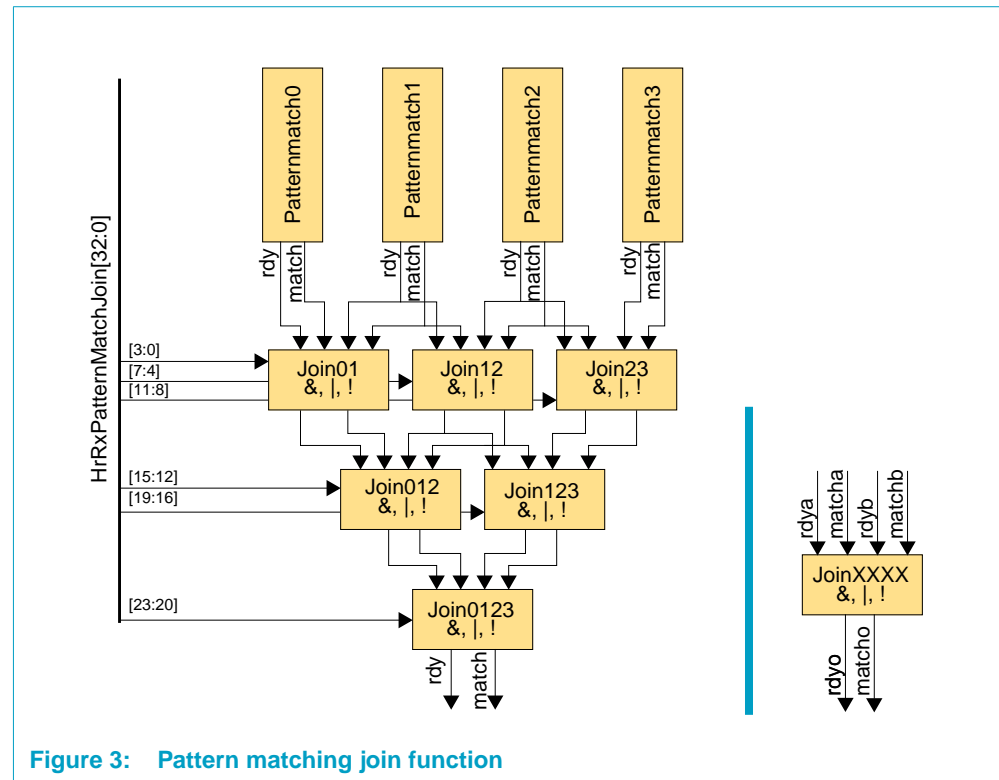 HrRxPatternMatchJoin[32:0]
Patternmatch0
Patternmatch1
Patternmatch2
Patternmatch3
rdy
match
rdy
match
rdy
match
rdy
match
[3:0]
[7:4]
[11:8]
Join01
&, |, !
Join12
&, |, !
Join23
&, |, !
[15:12]
[19:16]
Join012
&, |, !
Join123
&, |, !
[23:20]
Join0123
&, |, !
rdy
match
rdya
matcha
rdyb
matchb
JoinXXXX
&, |, !
rdyo
matcho
Figure 3: Pattern matching join function